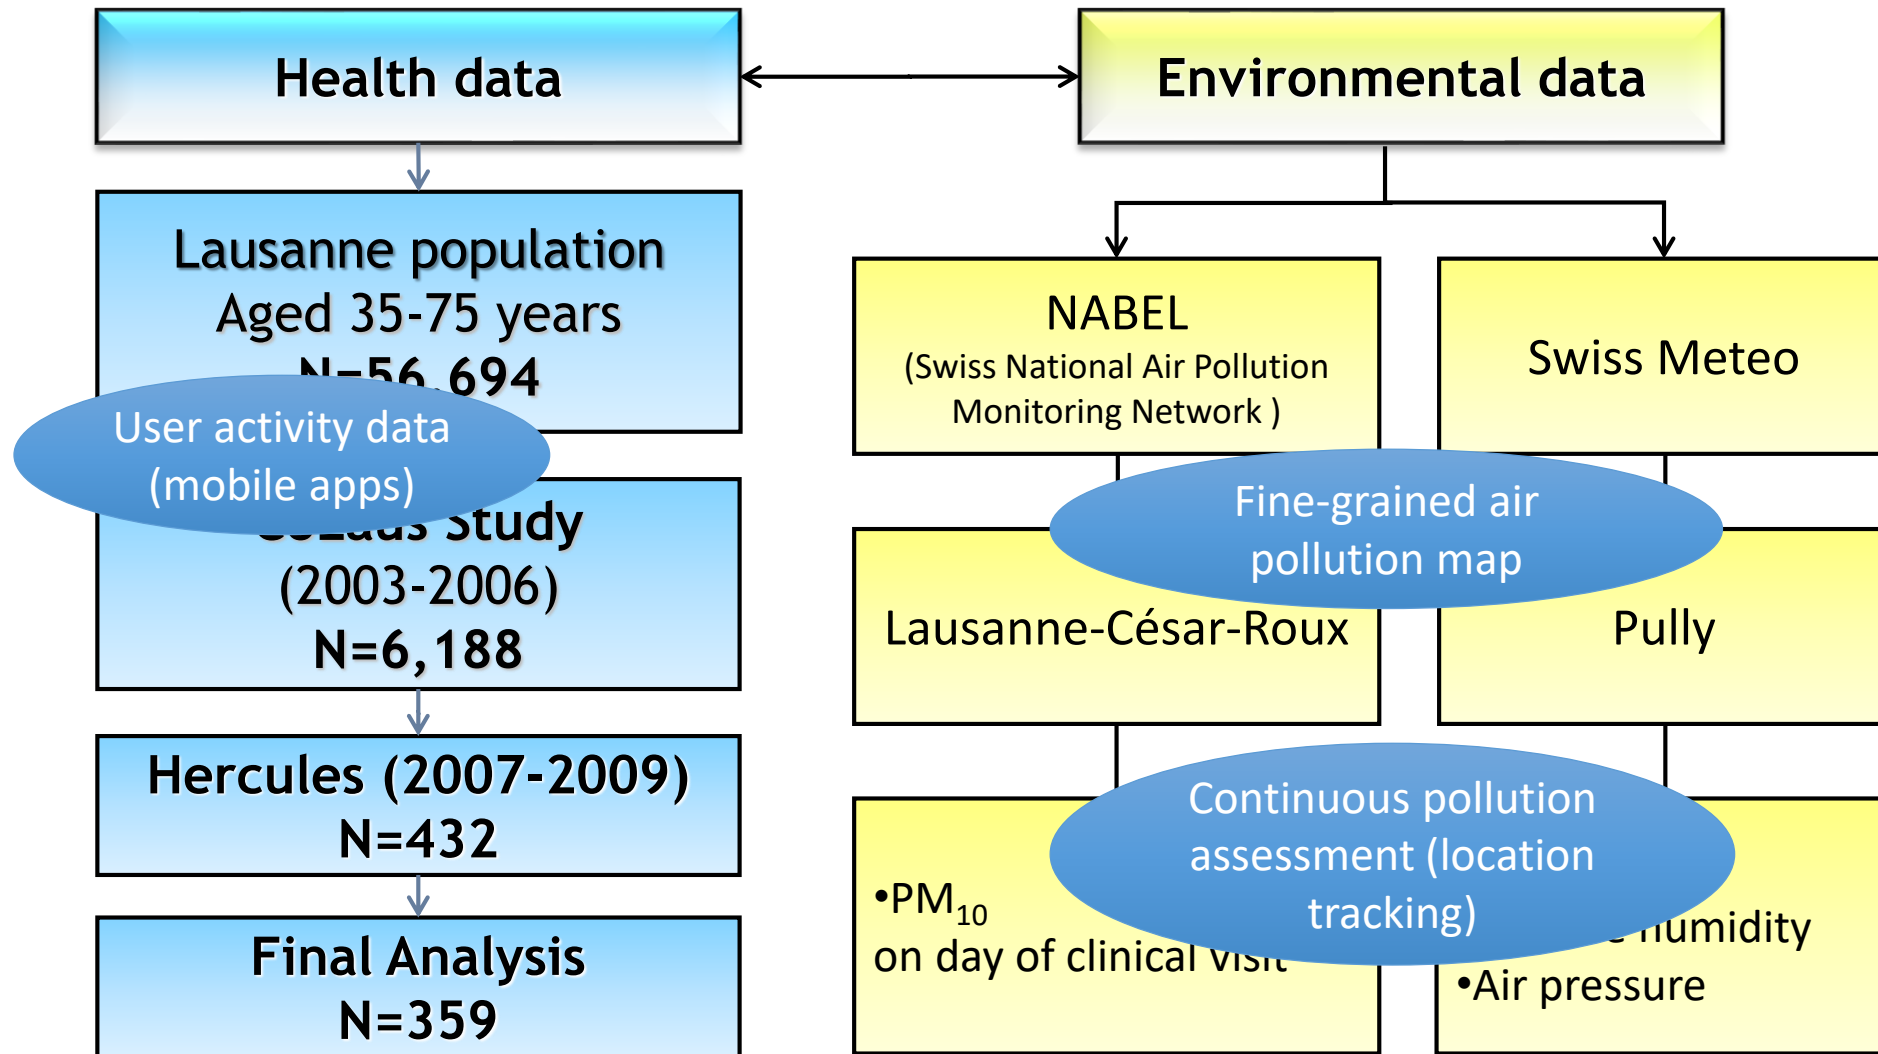 Health data
Environmental data
Lausanne population
Aged 35-75 years
N=56,694
User activity data
(mobile apps)
Study
(2003-2006)
N=6,188
Hercules (2007-2009)
N=432
Final Analysis
N=359
NABEL
(Swiss National Air Pollution
Monitoring Network )
Swiss Meteo
Fine-grained air
pollution map
Lausanne-César-Roux
Pully
Continuous pollution
assessment (location
tracking)
•PM₁₀
on day of clinical visit
humidity
•Air pressure